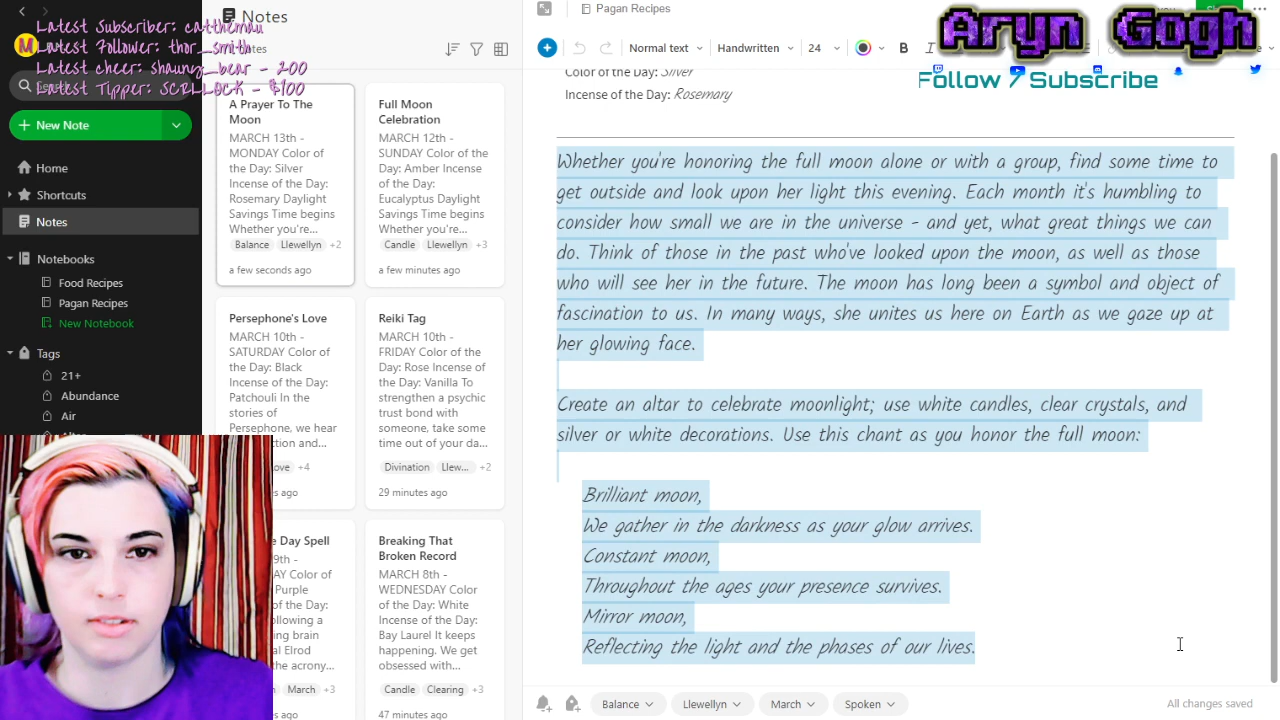 Latest Subscriber: catthemau
Latest Follower: thor_smith
Latest cheer: shaunz_bear - 200
Latest Tipper: SCRLLOCK - $100
M
New Note
Home
Shortcuts
Notes
Notebooks
Food Recipes
Pagan Recipes
New Notebook
Tags
21+
Abundance
Air
Notes
A Prayer To The
Moon
MARCH 13th -
MONDAY Color of
the Day: Silver
Incense of the Day:
Rosemary Daylight
Savings Time begins
Whether you're...
Balance Llewellyn +2
a few seconds ago
Full Moon
Celebration
MARCH 12th -
SUNDAY Color of
the Day: Amber
Incense of the Day:
Eucalyptus Daylight
Savings Time begins
Whether you're...
Candle Llewellyn +3
a few minutes ago
Persephone's Love
MARCH 10th -
SATURDAY Color of
the Day: Black
Incense of the Day:
Patchouli In the
stories of
Persephone, we hear
+4
Reiki Tag
MARCH 10th -
FRIDAY Color of
the Day: Rose Incense
of the Day: Vanilla To
strengthen a psychic
trust bond with
someone, take some
time out of your da...
Divination Llew... +2
29 minutes ago
Day Spell
March +3
Breaking That
Broken Record
MARCH 8th -
WEDNESDAY Color
of the Day: White
Incense of the Day:
Bay Laurel It keeps
happening. We get
obsessed with...
Candle Clearing +3
47 minutes ago
Pagan Recipes
Normal text Handwritten 24 B I
Aryn Gogh
Follow / Subscribe
Color of the Day: Silver
Incense of the Day: Rosemary
Whether you're honoring the full moon alone or with a group, find some time to
get outside and look upon her light this evening. Each month it's humbling to
consider how small we are in the universe - and yet, what great things we can
do. Think of those in the past who've looked upon the moon, as well as those
who will see her in the future. The moon has long been a symbol and object of
fascination to us. In many ways, she unites us here on Earth as we gaze up at
her glowing face.
Create an altar to celebrate moonlight; use white candles, clear crystals, and
silver or white decorations. Use this chant as you honor the full moon:
Brilliant moon,
We gather in the darkness as your glow arrives.
Constant moon,
Throughout the ages your presence survives.
Mirror moon,
Reflecting the light and the phases of our lives.
Balance Llewellyn March Spoken
All changes saved